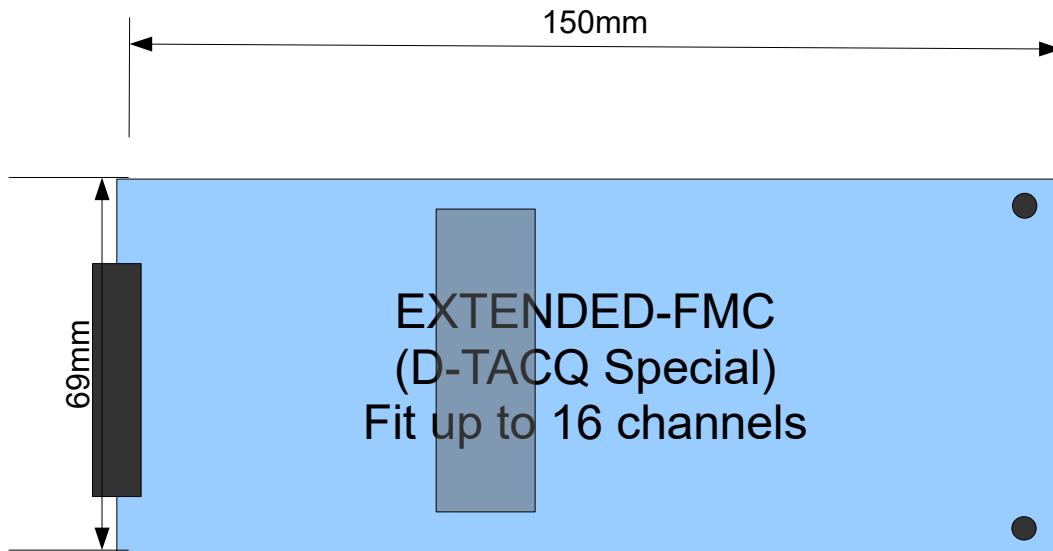 150mm
69mm
EXTENDED-FMC
(D-TACQ Special)
Fit up to 16 channels